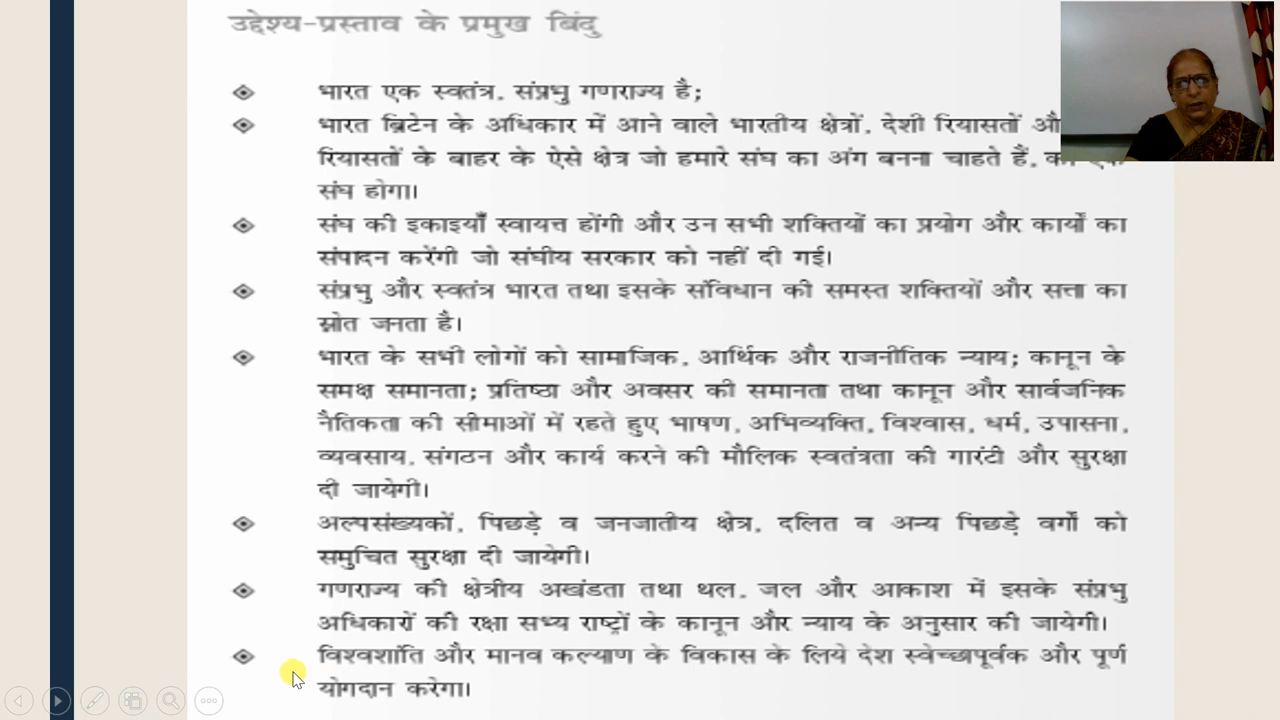 उद्देश्य-प्रस्ताव के प्रमुख बिंदु
भारत एक स्वतंत्र, संप्रभु गणराज्य है;
भारत ब्रिटेन के अधिकार में आने वाले भारतीय क्षेत्रों, देशी रियासतों
रियासतों के बाहर के ऐसे क्षेत्र जो हमारे संघ का अंग बनना चाहते हैं,
संघ होगा।
संघ की इकाइयाँ स्वायत्त होंगी और उन सभी शक्तियों का प्रयोग और कार्यों का
संपादन करेंगी जो संघीय सरकार को नहीं दी गई।
संप्रभु और स्वतंत्र भारत तथा इसके संविधान की समस्त शक्तियों और सत्ता का
स्रोत जनता है।
भारत के सभी लोगों को सामाजिक, आर्थिक और राजनीतिक न्याय; कानून के
समक्ष समानता; प्रतिष्ठा और अवसर की समानता तथा कानून और सार्वजनिक
नैतिकता की सीमाओं में रहते हुए भाषण, अभिव्यक्ति, विश्वास, धर्म, उपासना,
व्यवसाय, संगठन और कार्य करने की मौलिक स्वतंत्रता की गारंटी और सुरक्षा
दी जायेगी।
अल्पसंख्यकों, पिछड़े व जनजातीय क्षेत्र, दलित व अन्य पिछड़े वर्गों को
समुचित सुरक्षा दी जायेगी।
गणराज्य की क्षेत्रीय अखंडता तथा थल, जल और आकाश में इसके संप्रभु
अधिकारों की रक्षा सभ्य राष्ट्रों के कानून और न्याय के अनुसार की जायेगी।
विश्वशांति और मानव कल्याण के विकास के लिये देश स्वेच्छापूर्वक और पूर्ण
योगदान करेगा।